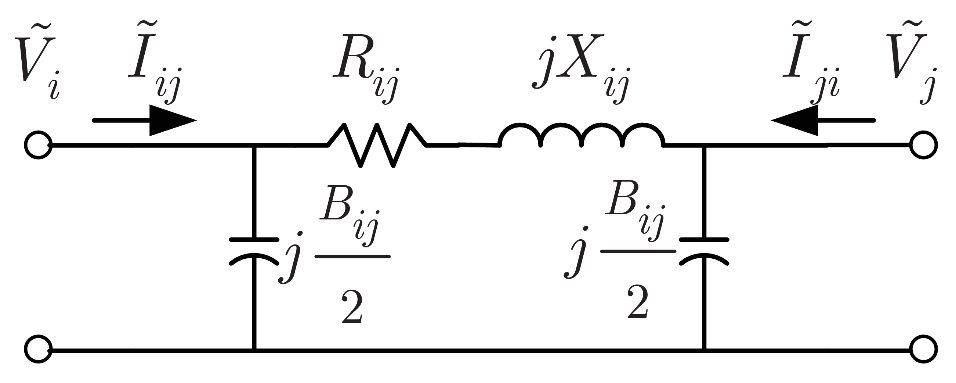 Ṽ_i Ĩ_ij R_ij jX_ij Ĩ_ji Ṽ_j
j B_ij/2 j B_ij/2